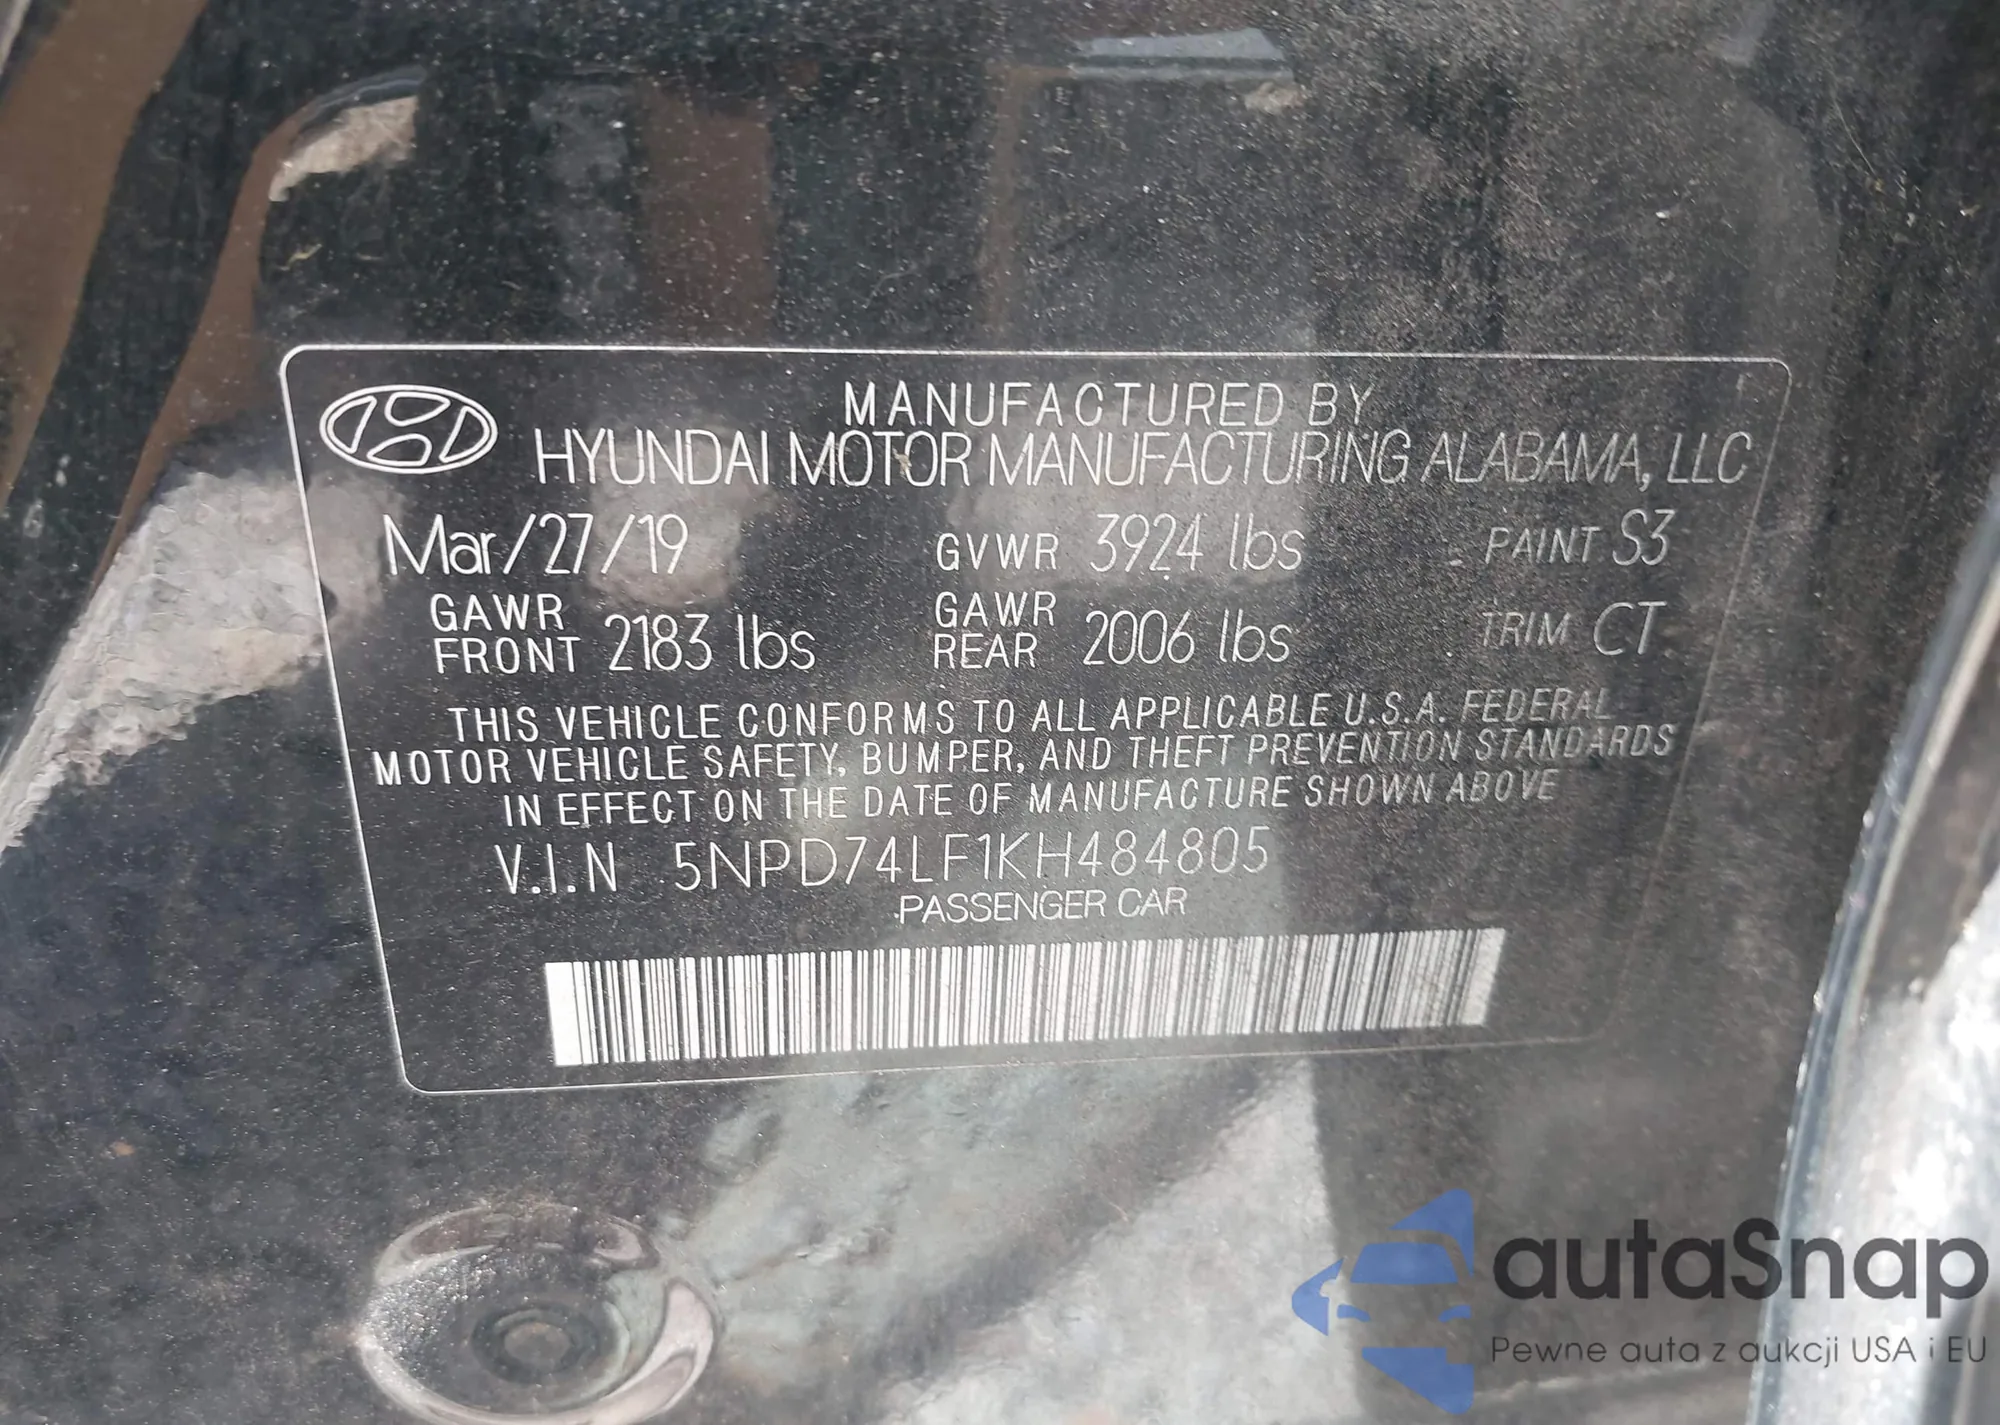 MANUFACTURED BY
HYUNDAI MOTOR MANUFACTURING ALABAMA, LLC
Mar/27/19 GVWR 3924 lbs PAINT S3
GAWR FRONT 2183 lbs GAWR REAR 2006 lbs TRIM CT
THIS VEHICLE CONFORMS TO ALL APPLICABLE U.S.A. FEDERAL
MOTOR VEHICLE SAFETY, BUMPER, AND THEFT PREVENTION STANDARDS
IN EFFECT ON THE DATE OF MANUFACTURE SHOWN ABOVE
V.I.N 5NPD74LF1KH484805
PASSENGER CAR
autaSnap
Pewne auta z aukcji USA i EU